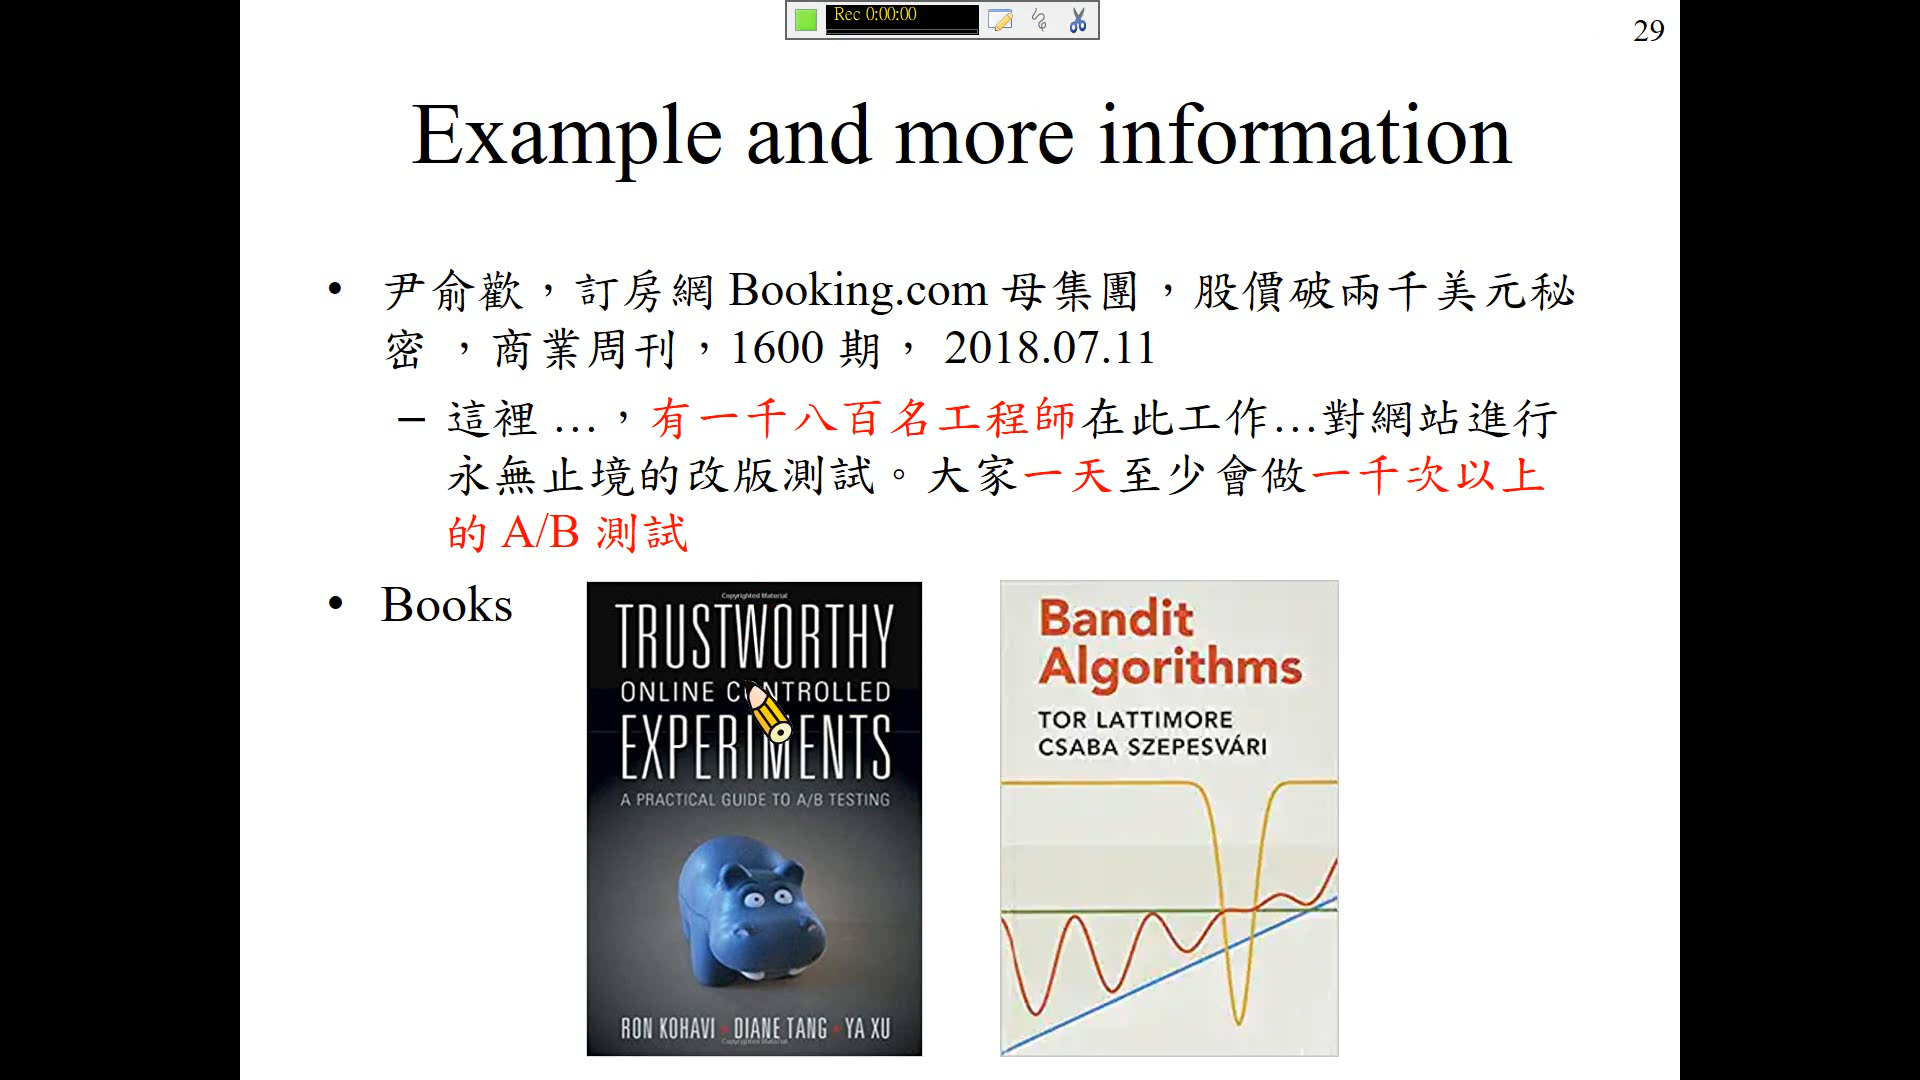 Rec 0:00:00
29
Example and more information
• 尹俞歡，訂房網 Booking.com 母集團，股價破兩千美元秘
密 ，商業周刊，1600 期， 2018.07.11
– 這裡 …，有一千八百名工程師在此工作…對網站進行
永無止境的改版測試。大家一天至少會做一千次以上
的 A/B 測試
• Books
Copyrighted Material
TRUSTWORTHY
ONLINE CONTROLLED
EXPERIMENTS
A PRACTICAL GUIDE TO A/B TESTING
RON KOHAVI • DIANE TANG • YA XU
Copyrighted Material
Bandit
Algorithms
TOR LATTIMORE
CSABA SZEPESVÁRI